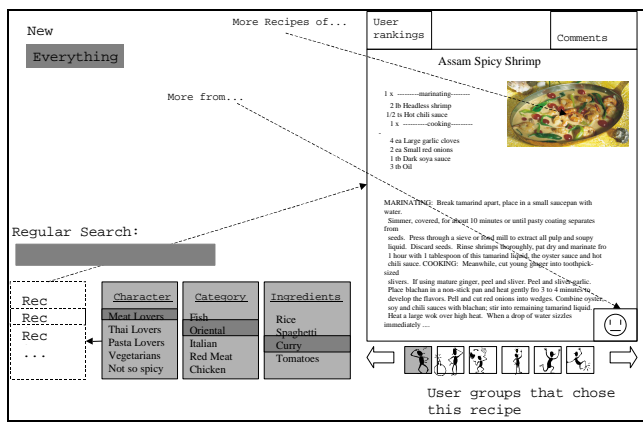 New
Everything
More Recipes of...
More from...
Regular Search:
Rec
Rec
Rec
...
Character
Meat Lovers
Thai Lovers
Pasta Lovers
Vegetarians
Not so spicy
Category
Fish
Oriental
Italian
Red Meat
Chicken
Ingredients
Rice
Spaghetti
Curry
Tomatoes
User
rankings
Comments
Assam Spicy Shrimp
1 x ---------marinating--------
2 lb Headless shrimp
1/2 ts Hot chili sauce
1 x ----------cooking---------
-
4 ea Large garlic cloves
2 ea Small red onions
1 tb Dark soya sauce
3 tb Oil
MARINATING: Break tamarind apart, place in a small saucepan with
water.
Simmer, covered, for about 10 minutes or until pasty coating separates
from
seeds. Press through a sieve or food mill to extract all pulp and soupy
liquid. Discard seeds. Rinse shrimps thoroughly, pat dry and marinate fro
1 hour with 1 tablespoon of this tamarind liquid, the oyster sauce and hot
chili sauce. COOKING: Meanwhile, cut young ginger into toothpick-
sized
slivers. If using mature ginger, peel and sliver. Peel and sliver garlic.
Place blachan in a non-stick pan and heat gently fro 3 to 4 minutes to
develop the flavors. Pell and cut red onions into wedges. Combine oyster,
soy and chili sauces with blachan; stir into remaining tamarind liquid.
Heat a large wok over high heat. When a drop of water sizzles
immediately ....
User groups that chose
this recipe